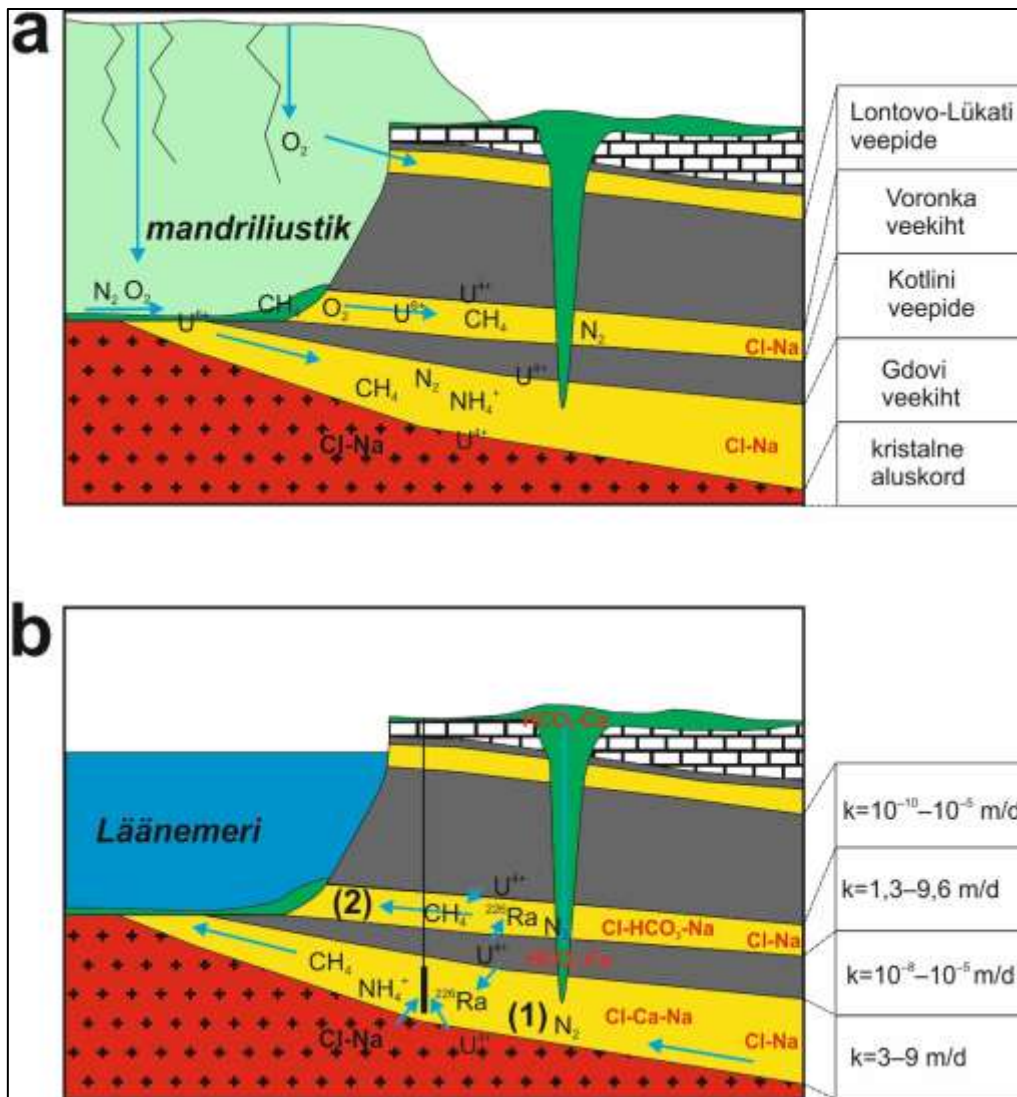 a
O₂
mandriliustik
N₂ O₂
CH₄
U⁶⁺
O₂
U⁶⁺
U⁴⁺
CH₄
N₂
Cl-Na
CH₄
N₂
NH₄⁺
U⁴⁺
U⁴⁺
Cl-Na
Cl-Na
Lontovo-Lükati
veepide
Voronka
veekiht
Kotlini
veepide
Gdovi
veekiht
kristalne
aluskord
b
HCO₃-Ca
Läänemeri
(2)
U⁴⁺
CH₄
²²⁶Ra
Cl-HCO₃-Na
Cl-Na
U⁴⁺
CH₄
NH₄⁺
²²⁶Ra
(1)
N₂
Cl-Ca-Na
Cl-Na
Cl-Na
k=10⁻¹⁰–10⁻⁵ m/d
k=1,3–9,6 m/d
k=10⁻⁸–10⁻⁵ m/d
k=3–9 m/d